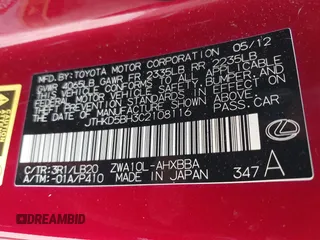 MFD.BY:TOYOTA MOTOR CORPORATION 05/12
GVWR 4065LB GAWR FR 2335LB RR 2235LB
THIS VEHICLE CONFORMS TO ALL APPLICABLE
FEDERAL MOTOR VEHICLE SAFETY, BUMPER, AND
THEFT PREVENTION STANDARDS IN EFFECT ON
THE DATE OF MANUFACTURE SHOWN ABOVE.
JTHKD5BH3C2108116 PASS. CAR
C/TR:3R1/LB20 ZWA10L-AHXBBA
A/TM:-01A/P410 MADE IN JAPAN 347 A
DREAMBID